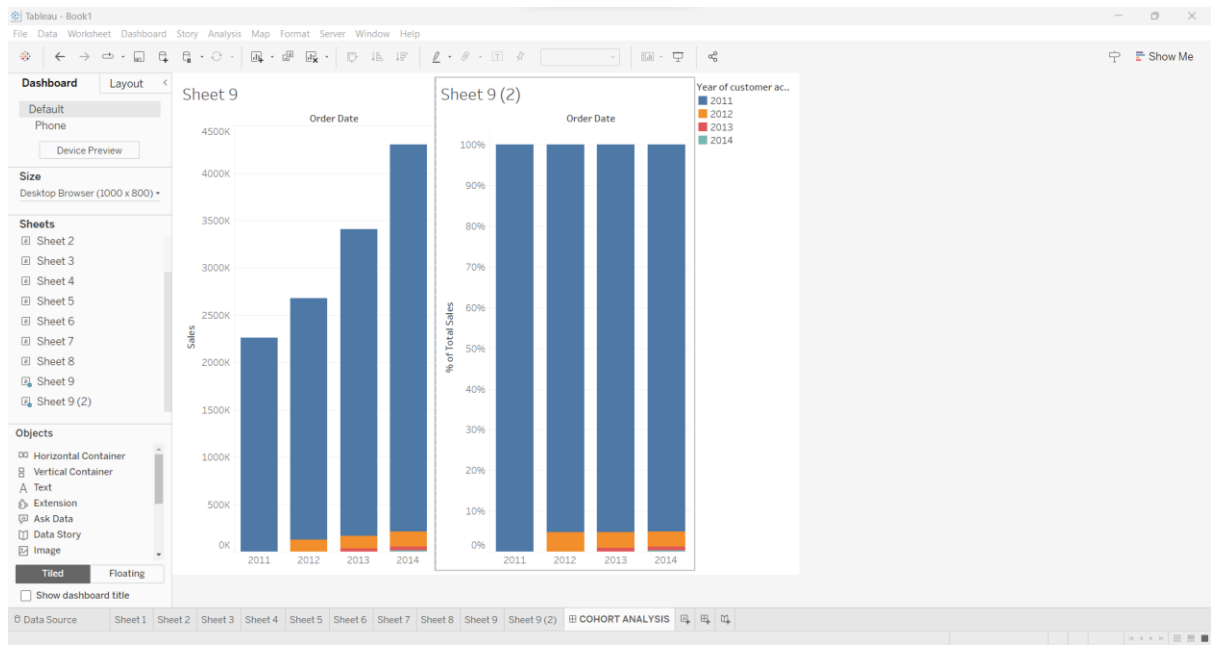 Tableau - Book1
File Data Worksheet Dashboard Story Analysis Map Format Server Window Help
Show Me
Dashboard Layout
Default
Phone
Device Preview
Size
Desktop Browser (1000 x 800)
Sheets
Sheet 2
Sheet 3
Sheet 4
Sheet 5
Sheet 6
Sheet 7
Sheet 8
Sheet 9
Sheet 9 (2)
Objects
Horizontal Container
Vertical Container
Text
Extension
Ask Data
Data Story
Image
Tiled Floating
Show dashboard title
Sheet 9
Order Date
Sales
4500K
4000K
3500K
3000K
2500K
2000K
1500K
1000K
500K
0K
2011 2012 2013 2014
Sheet 9 (2)
Order Date
% of Total Sales
100%
90%
80%
70%
60%
50%
40%
30%
20%
10%
0%
2011 2012 2013 2014
Year of customer ac..
2011
2012
2013
2014
Data Source Sheet 1 Sheet 2 Sheet 3 Sheet 4 Sheet 5 Sheet 6 Sheet 7 Sheet 8 Sheet 9 Sheet 9 (2) COHORT ANALYSIS